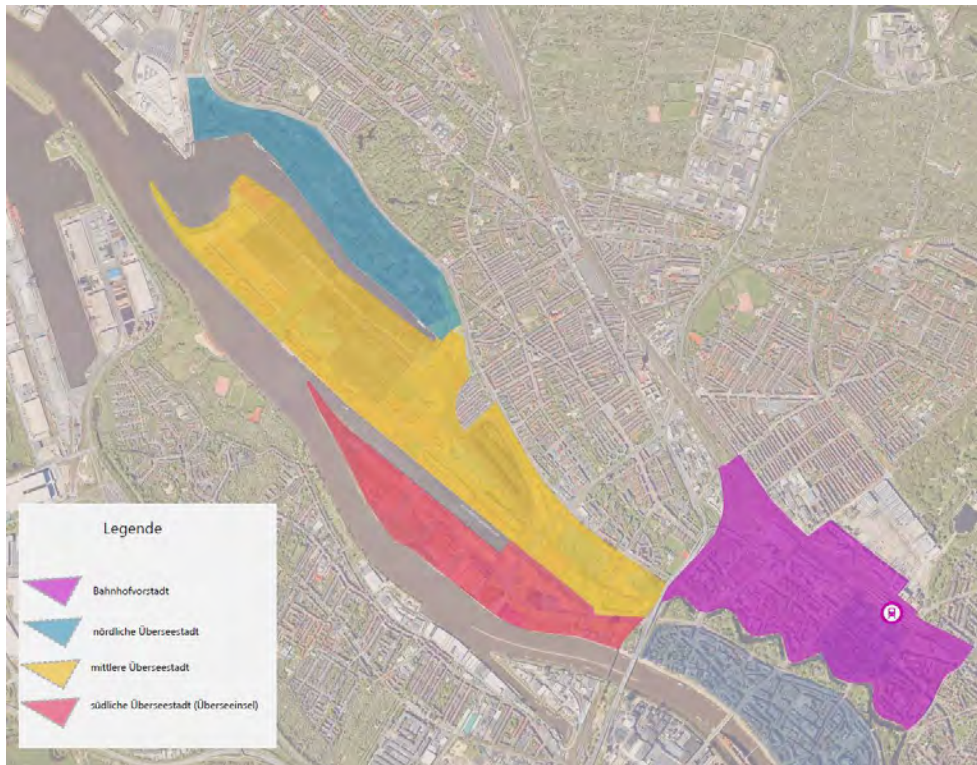 Legende
Bahnhofvorstadt
nördliche Überseestadt
mittlere Überseestadt
südliche Überseestadt (Überseeinsel)